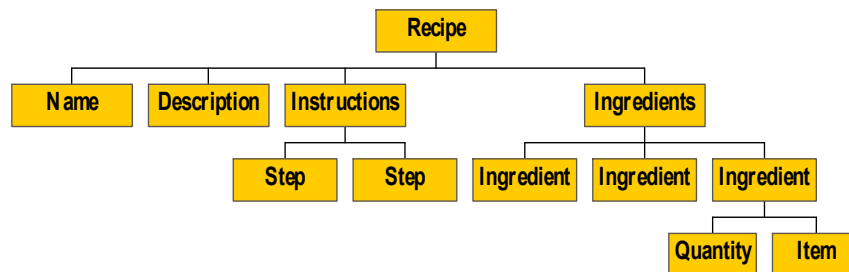 Recipe
Name
Description
Instructions
Ingredients
Step
Step
Ingredient
Ingredient
Ingredient
Quantity
Item